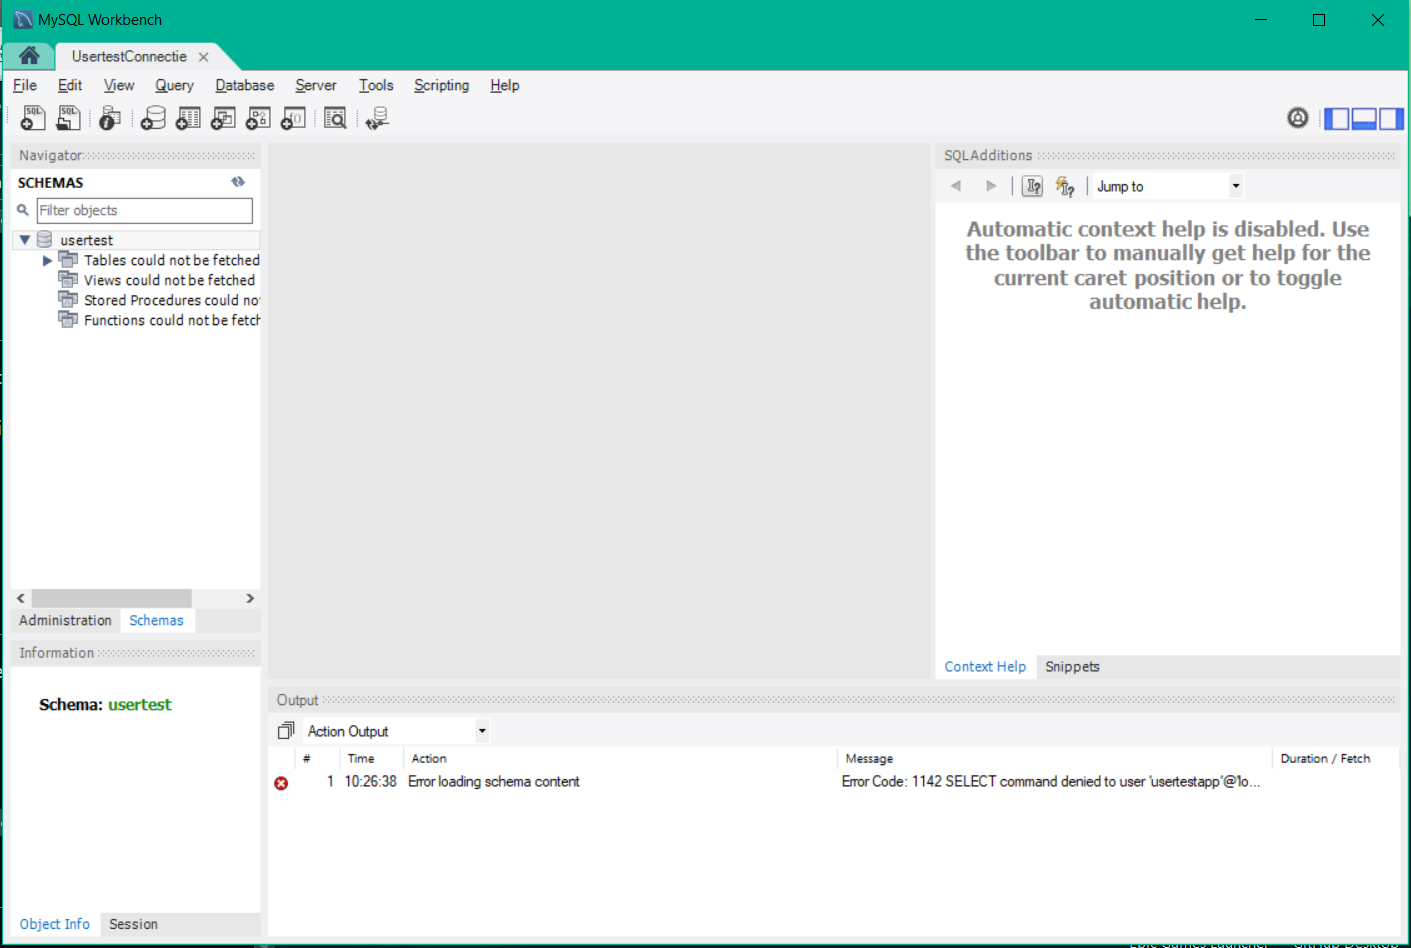 MySQL Workbench
UsertestConnectie
File Edit View Query Database Server Tools Scripting Help
Navigator
SCHEMAS
Filter objects
usertest
Tables could not be fetched
Views could not be fetched
Stored Procedures could no
Functions could not be fetch
Administration Schemas
Information
Schema: usertest
Object Info Session
SQLAdditions
Jump to
Automatic context help is disabled. Use
the toolbar to manually get help for the
current caret position or to toggle
automatic help.
Context Help Snippets
Output
Action Output
# Time Action Message Duration / Fetch
1 10:26:38 Error loading schema content Error Code: 1142 SELECT command denied to user 'usertestapp'@'lo...